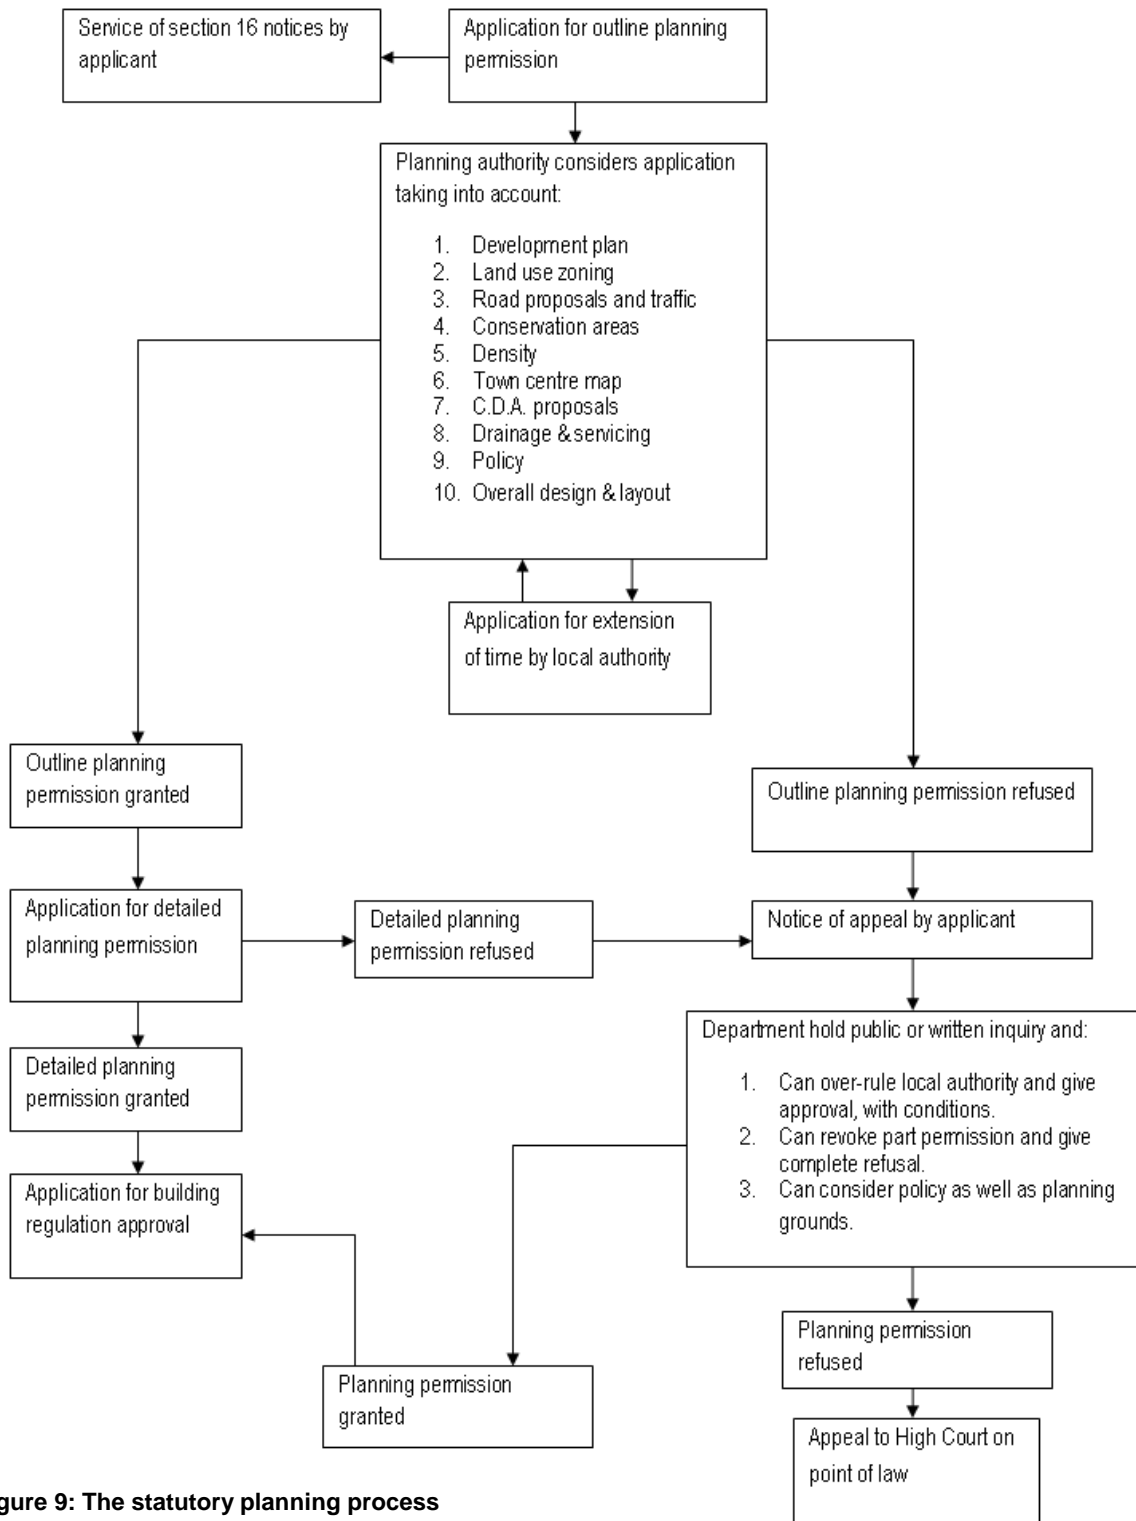 Service of section 16 notices by
applicant
Application for outline planning
permission
Planning authority considers application
taking into account:
1. Development plan
2. Land use zoning
3. Road proposals and traffic
4. Conservation areas
5. Density
6. Town centre map
7. C.D.A. proposals
8. Drainage & servicing
9. Policy
10. Overall design & layout
Application for extension
of time by local authority
Outline planning
permission granted
Outline planning permission refused
Application for detailed
planning permission
Detailed planning
permission refused
Notice of appeal by applicant
Department hold public or written inquiry and:
1. Can over-rule local authority and give
approval, with conditions.
2. Can revoke part permission and give
complete refusal.
3. Can consider policy as well as planning
grounds.
Detailed planning
permission granted
Application for building
regulation approval
Planning permission
refused
Planning permission
granted
Appeal to High Court on
point of law
gure 9: The statutory planning process